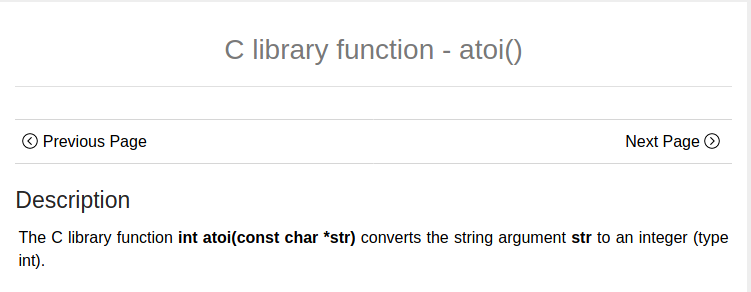 C library function - atoi()
Previous Page
Next Page
Description
The C library function int atoi(const char *str) converts the string argument str to an integer (type
int).